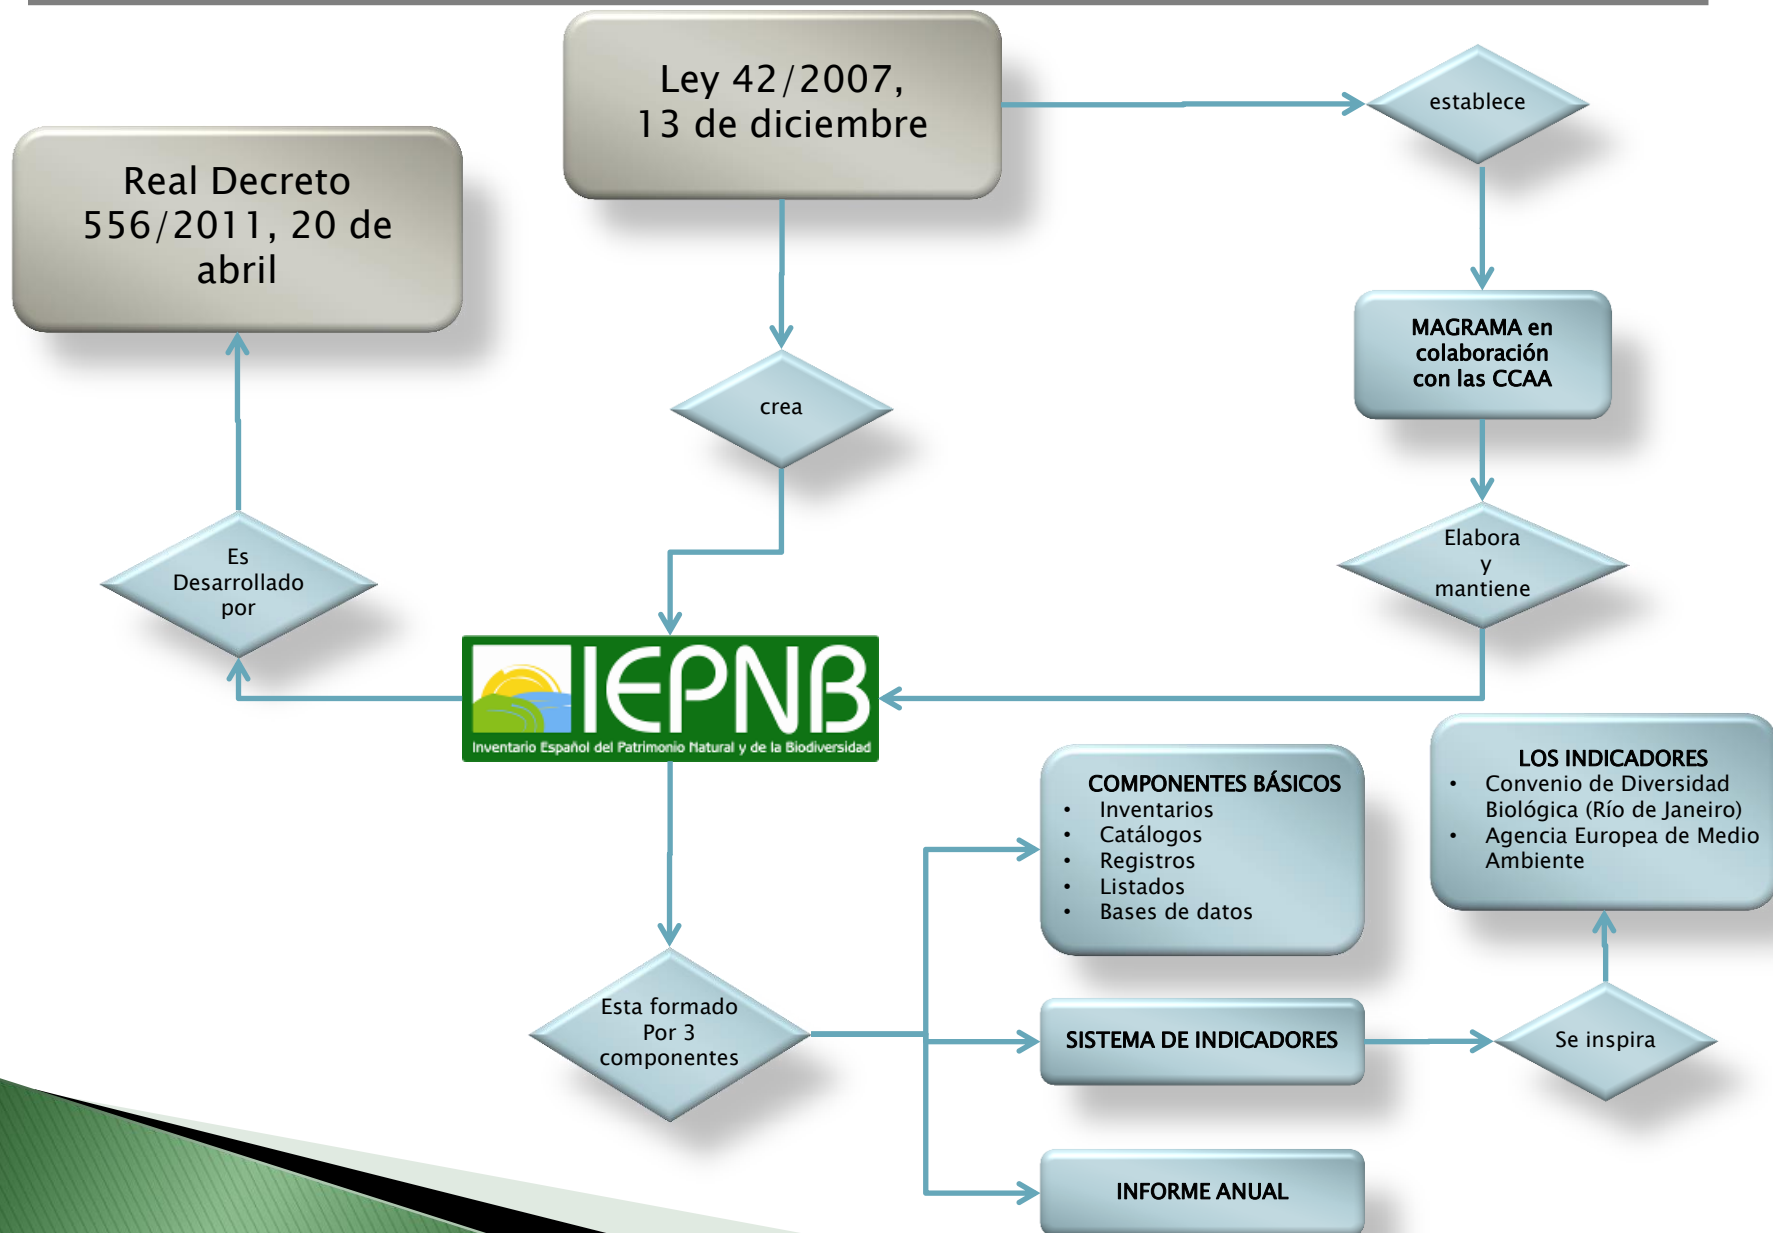 Ley 42/2007,
13 de diciembre
establece
Real Decreto
556/2011, 20 de
abril
MAGRAMA en
colaboración
con las CCAA
crea
Elabora
y
mantiene
Es
Desarrollado
por
IEPNB
Inventario Español del Patrimonio Natural y de la Biodiversidad
LOS INDICADORES
• Convenio de Diversidad
Biológica (Río de Janeiro)
• Agencia Europea de Medio
Ambiente
COMPONENTES BÁSICOS
• Inventarios
• Catálogos
• Registros
• Listados
• Bases de datos
Esta formado
Por 3
componentes
SISTEMA DE INDICADORES
Se inspira
INFORME ANUAL